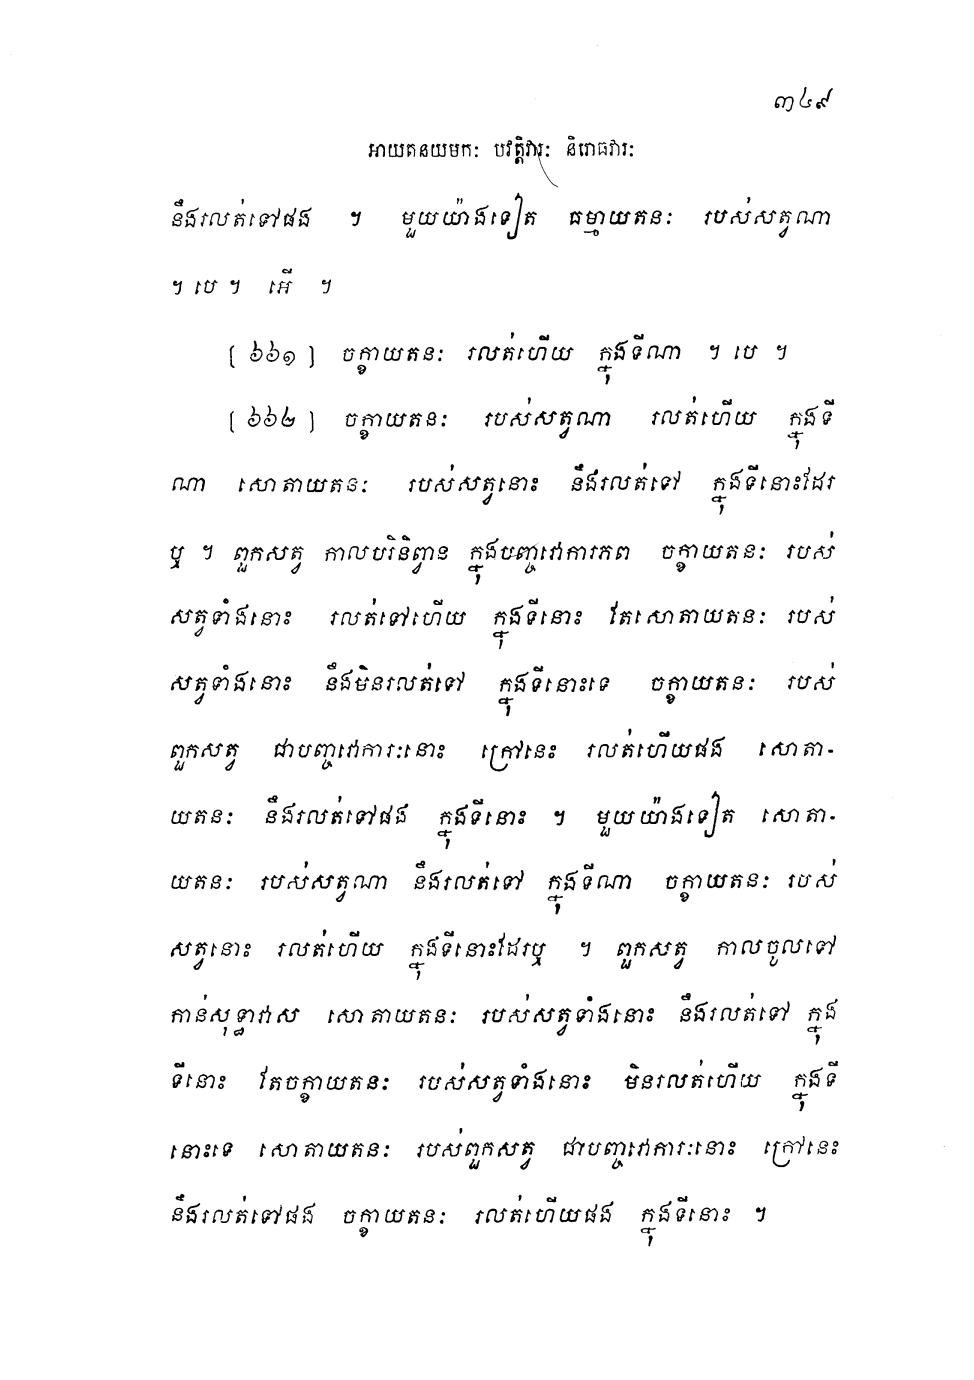 ៣៤៩
អាយតនយមកៈ បវត្តិវារៈ និរោធវារៈ
នឹងរលត់ទៅផង ។ មួយយ៉ាងទៀត ធម្មាយតនៈ របស់សត្វណា
។ បេ ។ អើ ។
[ ៦៦១ ] ចក្ខាយតនៈ រលត់ហើយ ក្នុងទីណា ។ បេ ។
[ ៦៦២ ] ចក្ខាយតនៈ របស់សត្វណា រលត់ហើយ ក្នុងទី
ណា សោតាយតនៈ របស់សត្វនោះ នឹងរលត់ទៅ ក្នុងទីនោះដែរ
ឬ ។ ពួកសត្វ កាលបរិនិព្វាន ក្នុងបញ្ចវោការភព ចក្ខាយតនៈ របស់
សត្វទាំងនោះ រលត់ទៅហើយ ក្នុងទីនោះ តែសោតាយតនៈ របស់
សត្វទាំងនោះ នឹងមិនរលត់ទៅ ក្នុងទីនោះទេ ចក្ខាយតនៈ របស់
ពួកសត្វ ជាបញ្ចវោការៈនោះ ក្រៅនេះ រលត់ហើយផង សោតា-
យតនៈ នឹងរលត់ទៅផង ក្នុងទីនោះ ។ មួយយ៉ាងទៀត សោតា-
យតនៈ របស់សត្វណា នឹងរលត់ទៅ ក្នុងទីណា ចក្ខាយតនៈ របស់
សត្វនោះ រលត់ហើយ ក្នុងទីនោះដែរឬ ។ ពួកសត្វ កាលចូលទៅ
កាន់សុទ្ធាវាស សោតាយតនៈ របស់សត្វទាំងនោះ នឹងរលត់ទៅ ក្នុង
ទីនោះ តែចក្ខាយតនៈ របស់សត្វទាំងនោះ មិនរលត់ហើយ ក្នុងទី
នោះទេ សោតាយតនៈ របស់ពួកសត្វ ជាបញ្ចវោការៈនោះ ក្រៅនេះ
នឹងរលត់ទៅផង ចក្ខាយតនៈ រលត់ហើយផង ក្នុងទីនោះ ។